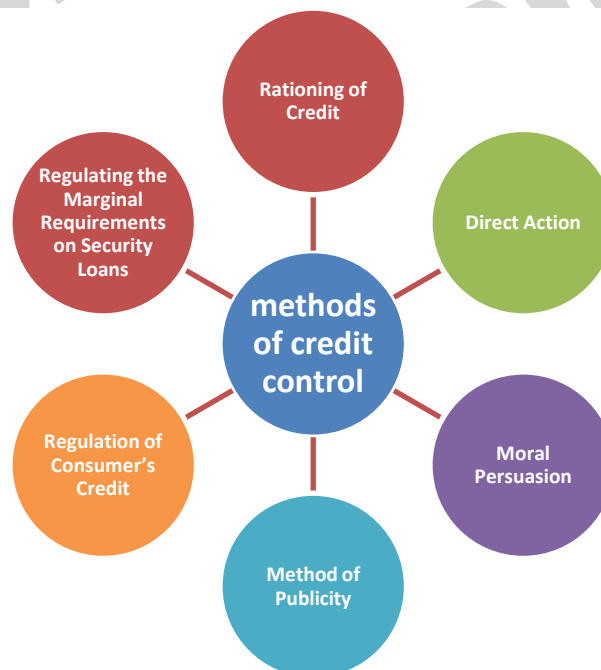 Rationing of
Credit
Regulating the
Marginal
Requirements
on Security
Loans
Direct Action
methods
of credit
control
Regulation of
Consumer’s
Credit
Moral
Persuasion
Method of
Publicity